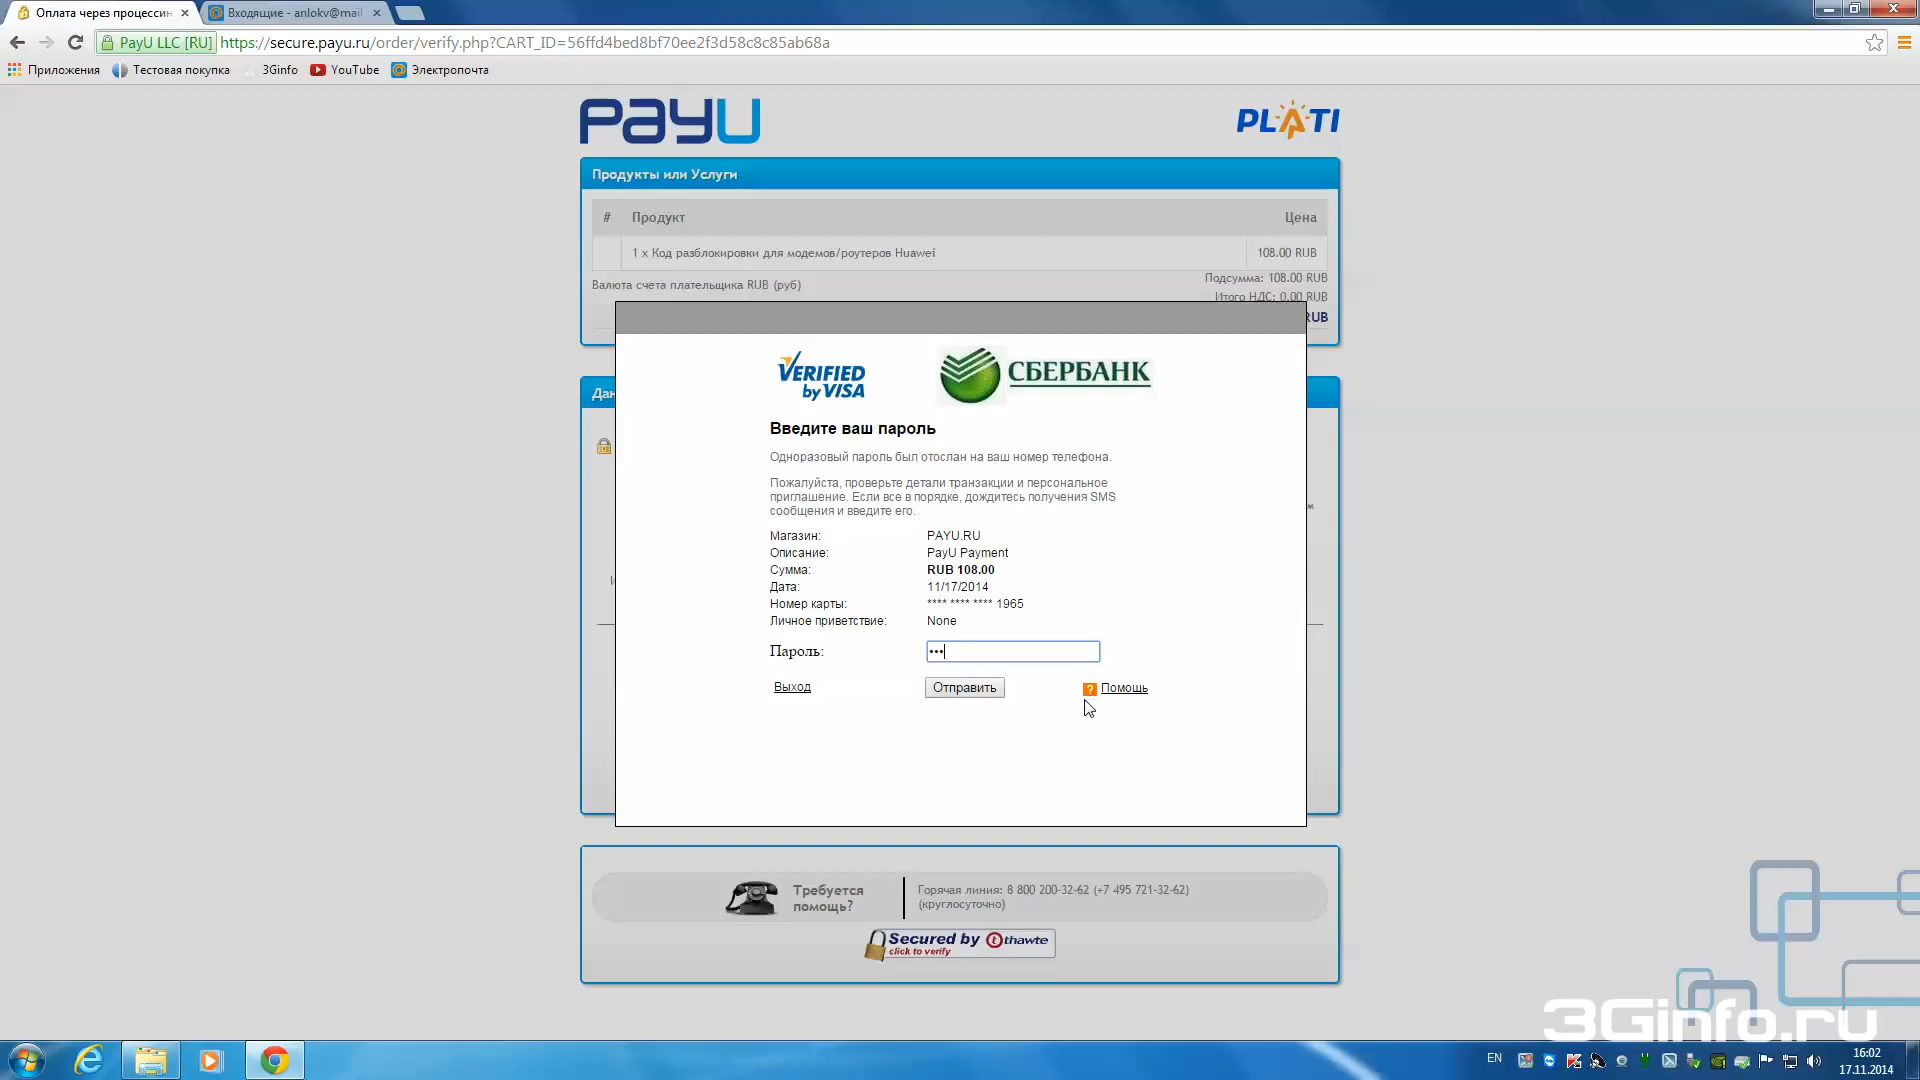 Оплата через процессин
Входящие - anlokv@mail
PayU LLC [RU]
https://secure.payu.ru/order/verify.php?CART_ID=56ffd4bed8bf70ee2f3d58c8c85ab68a
Приложения
Тестовая покупка
3Ginfo
YouTube
Электропочта
PayU
PLATI
Продукты или Услуги
# Продукт Цена
1 x Код разблокировки для модемов/роутеров Huawei 108.00 RUB
Подсумма: 108.00 RUB
Валюта счета плательщика RUB (руб)
Итого НДС: 0.00 RUB
RUB
Дан
VERIFIED
by VISA
СБЕРБАНК
Введите ваш пароль
Одноразовый пароль был отослан на ваш номер телефона.
Пожалуйста, проверьте детали транзакции и персональное
приглашение. Если все в порядке, дождитесь получения SMS
сообщения и введите его.
Магазин: PAYU.RU
Описание: PayU Payment
Сумма: RUB 108.00
Дата: 11/17/2014
Номер карты: **** **** **** 1965
Личное приветствие: None
Пароль: •••
Выход
Отправить
? Помощь
Требуется
помощь?
Горячая линия: 8 800 200-32-62 (+7 495 721-32-62)
(круглосуточно)
Secured by thawte
click to verify
3Ginfo.ru
EN
16:02
17.11.2014